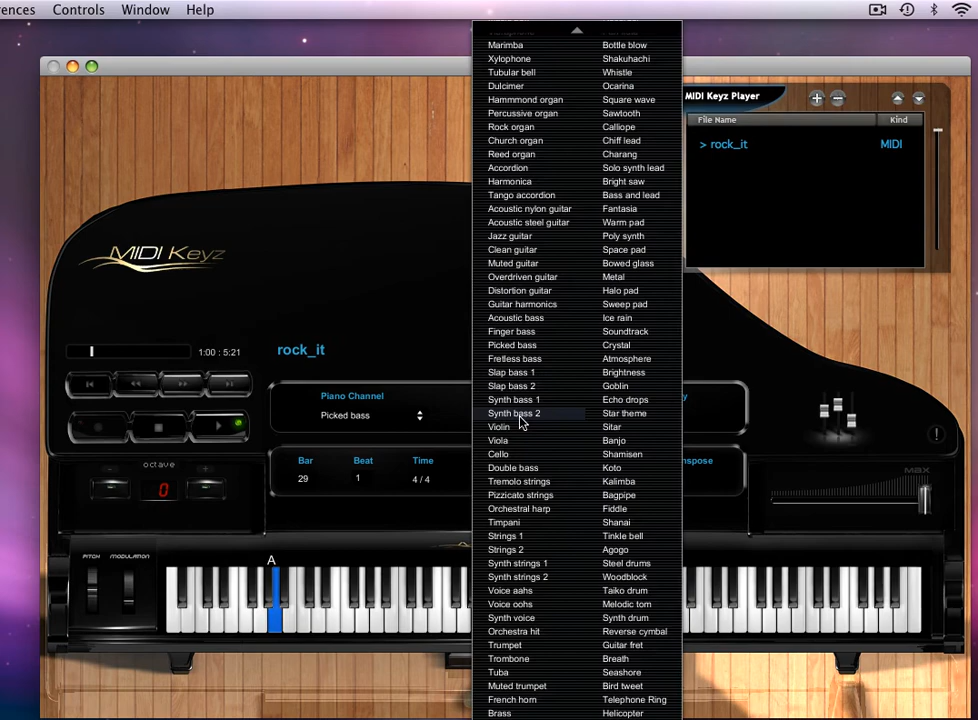 rences Controls Window Help
MIDI Keyz Player
File Name Kind
> rock_it MIDI
MIDI Keyz
1:00 : 5:21
rock_it
Piano Channel
Picked bass
Bar Beat Time
29 1 4 / 4
octave
0
MAX
PITCH MODULATION
A
Marimba
Xylophone
Tubular bell
Dulcimer
Hammmond organ
Percussive organ
Rock organ
Church organ
Reed organ
Accordion
Harmonica
Tango accordion
Acoustic nylon guitar
Acoustic steel guitar
Jazz guitar
Clean guitar
Muted guitar
Overdriven guitar
Distortion guitar
Guitar harmonics
Acoustic bass
Finger bass
Picked bass
Fretless bass
Slap bass 1
Slap bass 2
Synth bass 1
Synth bass 2
Violin
Viola
Cello
Double bass
Tremolo strings
Pizzicato strings
Orchestral harp
Timpani
Strings 1
Strings 2
Synth strings 1
Synth strings 2
Voice aahs
Voice oohs
Synth voice
Orchestra hit
Trumpet
Trombone
Tuba
Muted trumpet
French horn
Brass
Bottle blow
Shakuhachi
Whistle
Ocarina
Square wave
Sawtooth
Calliope
Chiff lead
Charang
Solo synth lead
Bright saw
Bass and lead
Fantasia
Warm pad
Poly synth
Space pad
Bowed glass
Metal
Halo pad
Sweep pad
Ice rain
Soundtrack
Crystal
Atmosphere
Brightness
Goblin
Echo drops
Star theme
Sitar
Banjo
Shamisen
Koto
Kalimba
Bagpipe
Fiddle
Shanai
Tinkle bell
Agogo
Steel drums
Woodblock
Taiko drum
Melodic tom
Synth drum
Reverse cymbal
Guitar fret
Breath
Seashore
Bird tweet
Telephone Ring
Helicopter
y
nspose